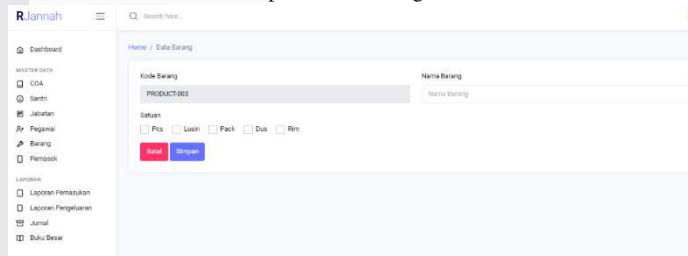 RJannah
Search here...
Dashboard
MASTER DATA
COA
Santri
Jabatan
Pegawai
Barang
Pemasok
LAPORAN
Laporan Pemasukan
Laporan Pengeluaran
Jurnal
Buku Besar
Home / Data Barang
Kode Barang
PRODUCT-003
Nama Barang
Nama Barang
Satuan
Pcs Lusin Pack Dus Rim
Batal Simpan